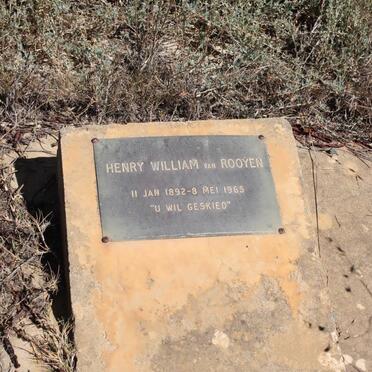 HENRY WILLIAM VAN ROOYEN
11 JAN 1892-8 MEI 1965
"U WIL GESKIED"